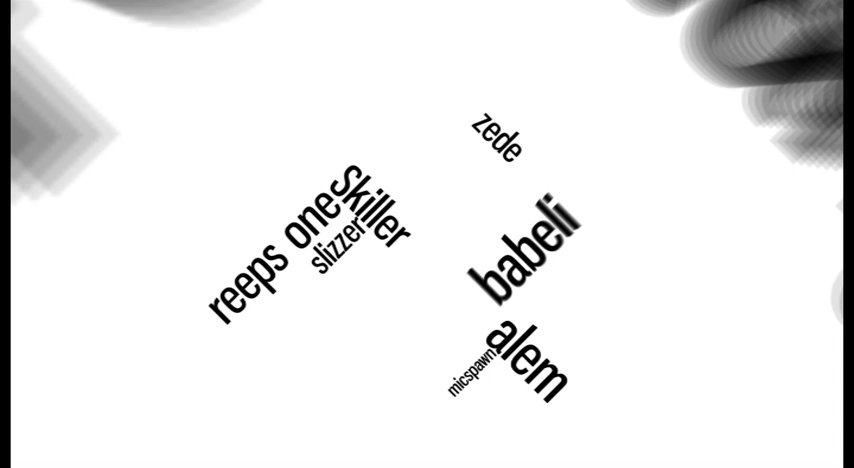 zede
skiller
reeps one
slizzer
babeli
alem
micspawn